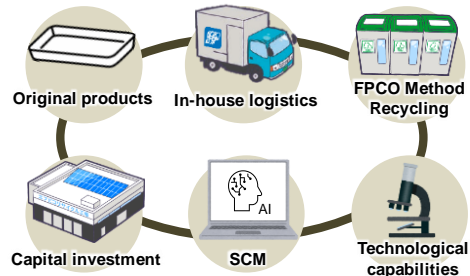 Original products
In-house logistics
FPCO Method
Recycling
Capital investment
AI
SCM
Technological
capabilities